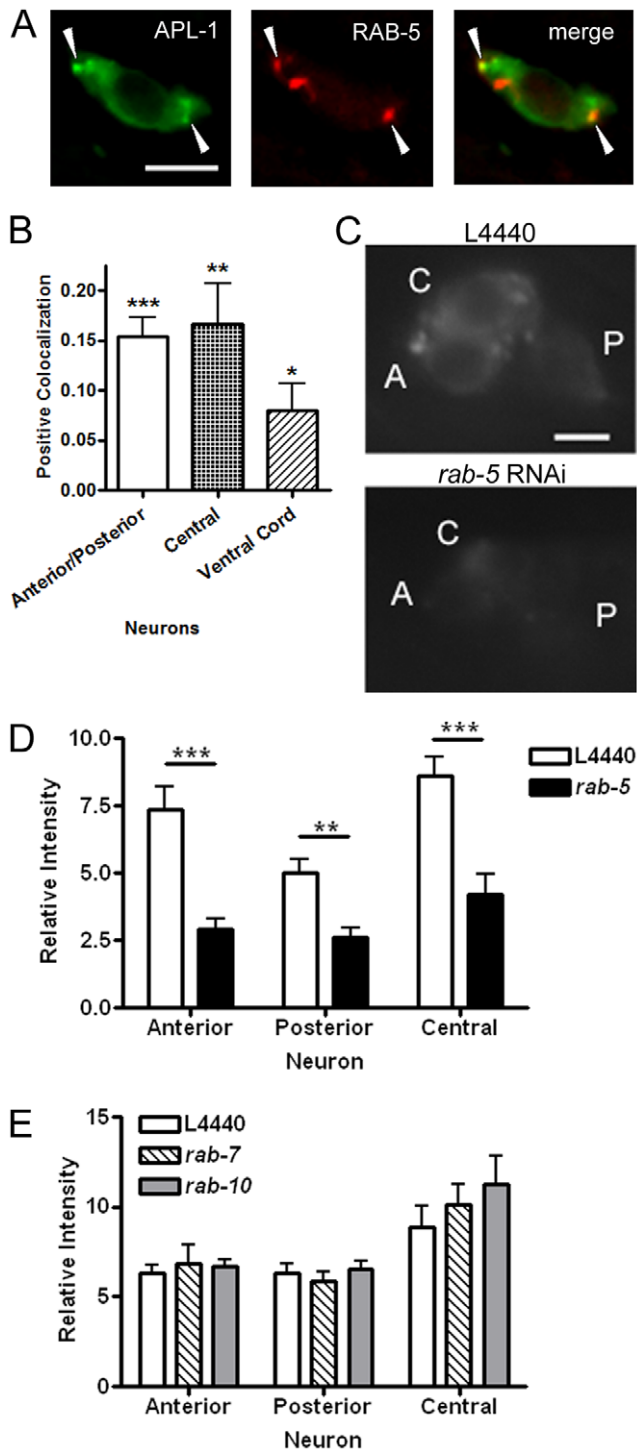 A
APL-1
RAB-5
merge
B
Positive Colocalization
0.20
0.15
0.10
0.05
0.00
***
**
*
Anterior/Posterior
Central
Ventral Cord
Neurons
C
L4440
C
A
P
rab-5 RNAi
C
A
P
D
Relative Intensity
10.0
7.5
5.0
2.5
0.0
***
**
***
L4440
rab-5
Anterior
Posterior
Central
Neuron
E
Relative Intensity
15
10
5
0
L4440
rab-7
rab-10
Anterior
Posterior
Central
Neuron